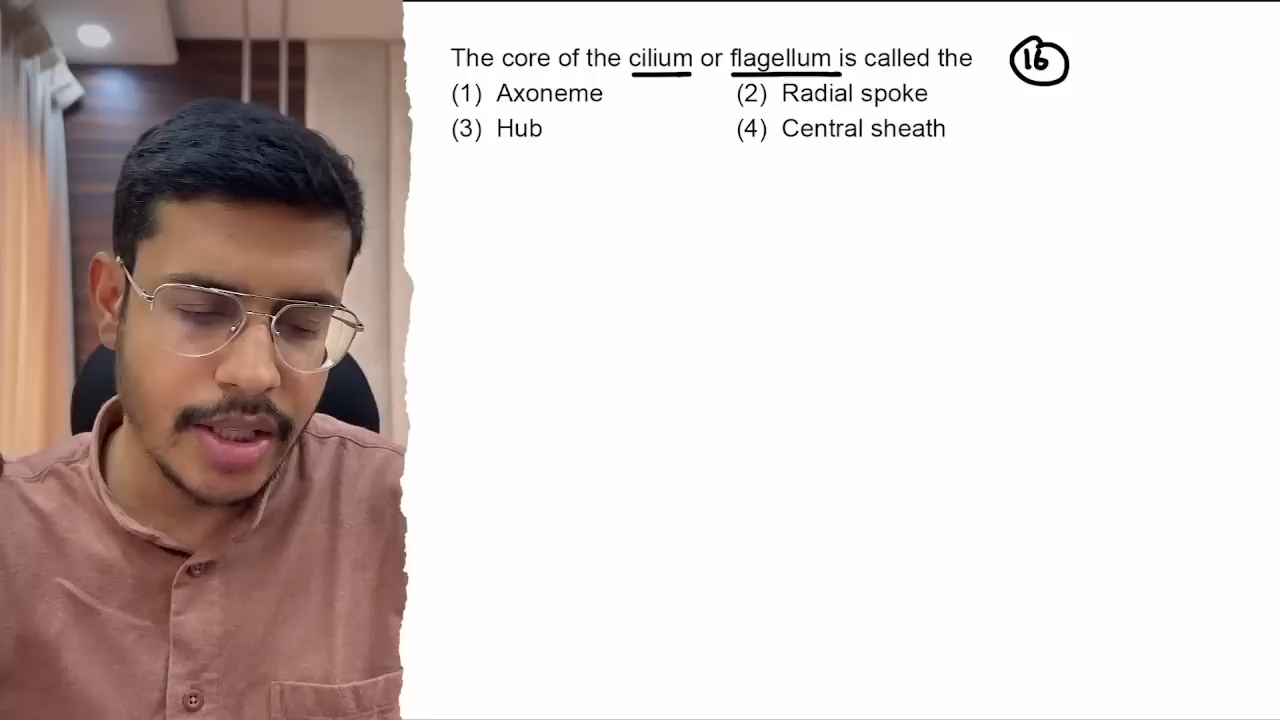 The core of the cilium or flagellum is called the 16
(1) Axoneme (2) Radial spoke
(3) Hub (4) Central sheath